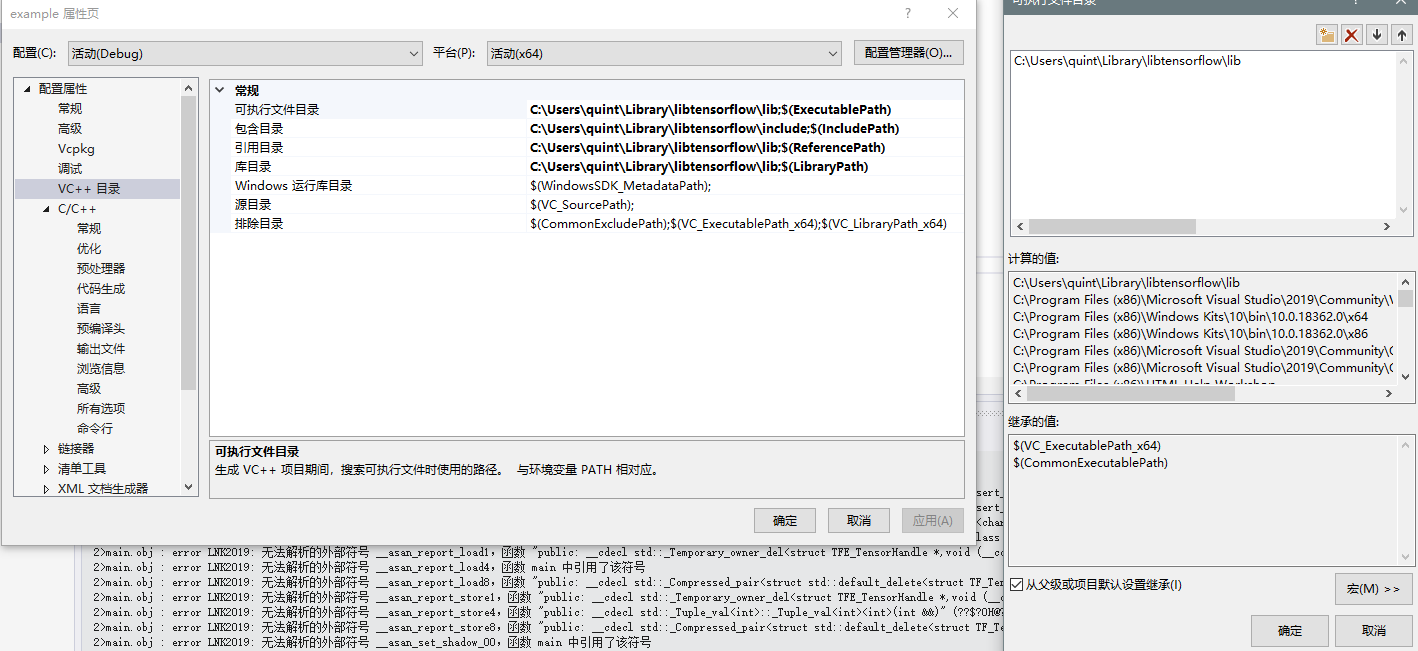 example 属性页
配置(C):
活动(Debug)
平台(P):
活动(x64)
配置管理器(O)...
配置属性
常规
高级
Vcpkg
调试
VC++ 目录
C/C++
常规
优化
预处理器
代码生成
语言
预编译头
输出文件
浏览信息
高级
所有选项
命令行
链接器
清单工具
XML 文档生成器
常规
可执行文件目录 C:\Users\quint\Library\libtensorflow\lib;$(ExecutablePath)
包含目录 C:\Users\quint\Library\libtensorflow\include;$(IncludePath)
引用目录 C:\Users\quint\Library\libtensorflow\lib;$(ReferencePath)
库目录 C:\Users\quint\Library\libtensorflow\lib;$(LibraryPath)
Windows 运行库目录 $(WindowsSDK_MetadataPath);
源目录 $(VC_SourcePath);
排除目录 $(CommonExcludePath);$(VC_ExecutablePath_x64);$(VC_LibraryPath_x64)
可执行文件目录
生成 VC++ 项目期间，搜索可执行文件时使用的路径。 与环境变量 PATH 相对应。
确定
取消
应用(A)
sert_
sert_
<char
lass
2>main.obj : error LNK2019: 无法解析的外部符号 __asan_report_load1，函数 "public: __cdecl std::_Temporary_owner_del<struct TFE_TensorHandle *,void (__co
2>main.obj : error LNK2019: 无法解析的外部符号 __asan_report_load4，函数 main 中引用了该符号
2>main.obj : error LNK2019: 无法解析的外部符号 __asan_report_load8，函数 "public: __cdecl std::_Compressed_pair<struct std::default_delete<struct TF_Ten
2>main.obj : error LNK2019: 无法解析的外部符号 __asan_report_store1，函数 "public: __cdecl std::_Temporary_owner_del<struct TFE_TensorHandle *,void (__c
2>main.obj : error LNK2019: 无法解析的外部符号 __asan_report_store4，函数 "public: __cdecl std::_Tuple_val<int>::_Tuple_val<int><int>(int &&)" (??$?0H@?
2>main.obj : error LNK2019: 无法解析的外部符号 __asan_report_store8，函数 "public: __cdecl std::_Compressed_pair<struct std::default_delete<struct TF_Te
2>main.obj : error LNK2019: 无法解析的外部符号 __asan_set_shadow_00，函数 main 中引用了该符号
可执行文件目录
C:\Users\quint\Library\libtensorflow\lib
计算的值:
C:\Users\quint\Library\libtensorflow\lib
C:\Program Files (x86)\Microsoft Visual Studio\2019\Community\V
C:\Program Files (x86)\Windows Kits\10\bin\10.0.18362.0\x64
C:\Program Files (x86)\Windows Kits\10\bin\10.0.18362.0\x86
C:\Program Files (x86)\Microsoft Visual Studio\2019\Community\C
C:\Program Files (x86)\Microsoft Visual Studio\2019\Community\C
C:\Program Files (x86)\HTML Help Workshop
继承的值:
$(VC_ExecutablePath_x64)
$(CommonExecutablePath)
从父级或项目默认设置继承(I)
宏(M) >>
确定
取消